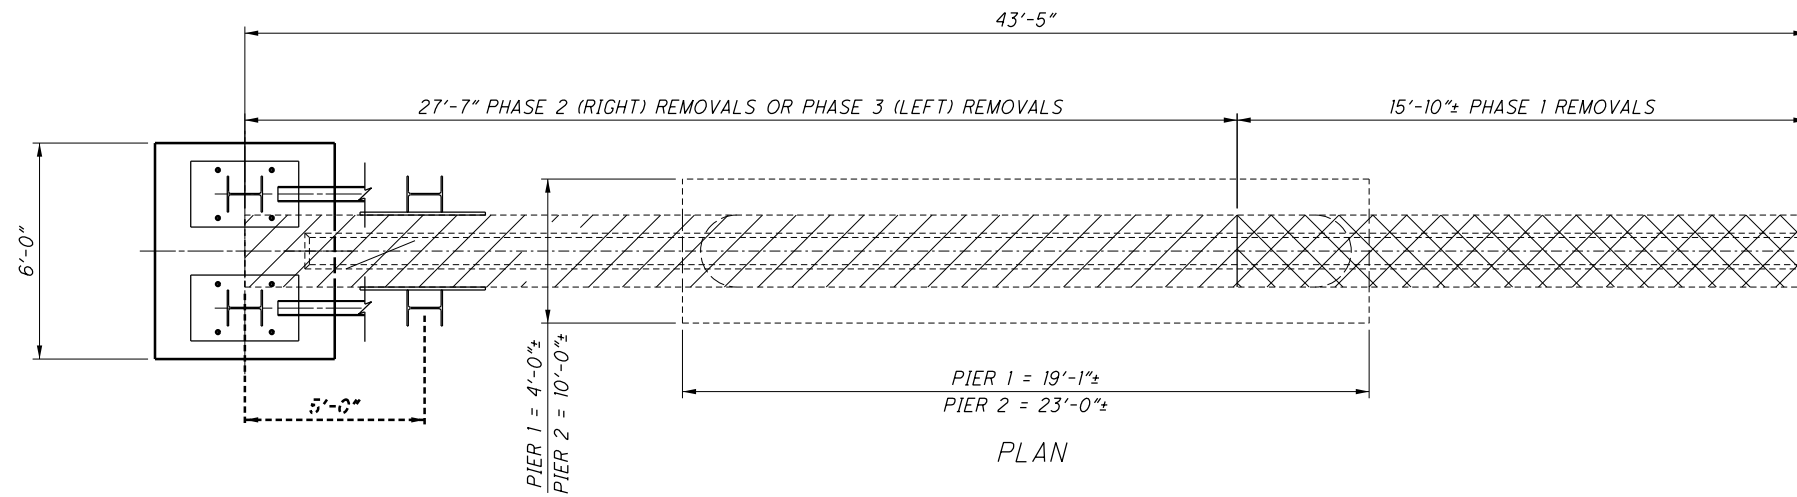 43'-5"
27'-7" PHASE 2 (RIGHT) REMOVALS OR PHASE 3 (LEFT) REMOVALS
15'-10"± PHASE 1 REMOVALS
6'-0"
5'-0"
PIER 1 = 4'-0"±
PIER 2 = 10'-0"±
PIER 1 = 19'-1"±
PIER 2 = 23'-0"±
PLAN